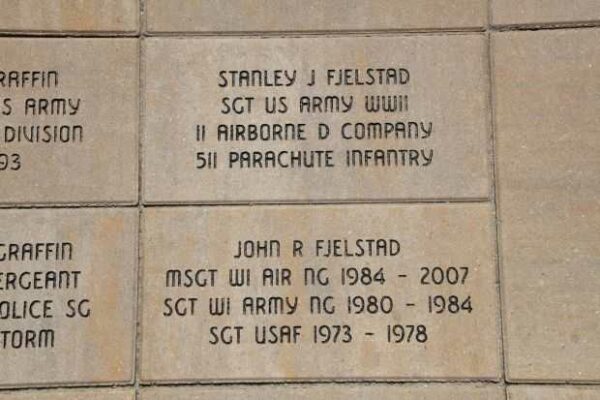 RAFFIN
S ARMY
DIVISION
93
STANLEY J FJELSTAD
SGT US ARMY WWII
11 AIRBORNE D COMPANY
511 PARACHUTE INFANTRY
GRAFFIN
ERGEANT
OLICE SG
TORM
JOHN R FJELSTAD
MSGT WI AIR NG 1984 - 2007
SGT WI ARMY NG 1980 - 1984
SGT USAF 1973 - 1978